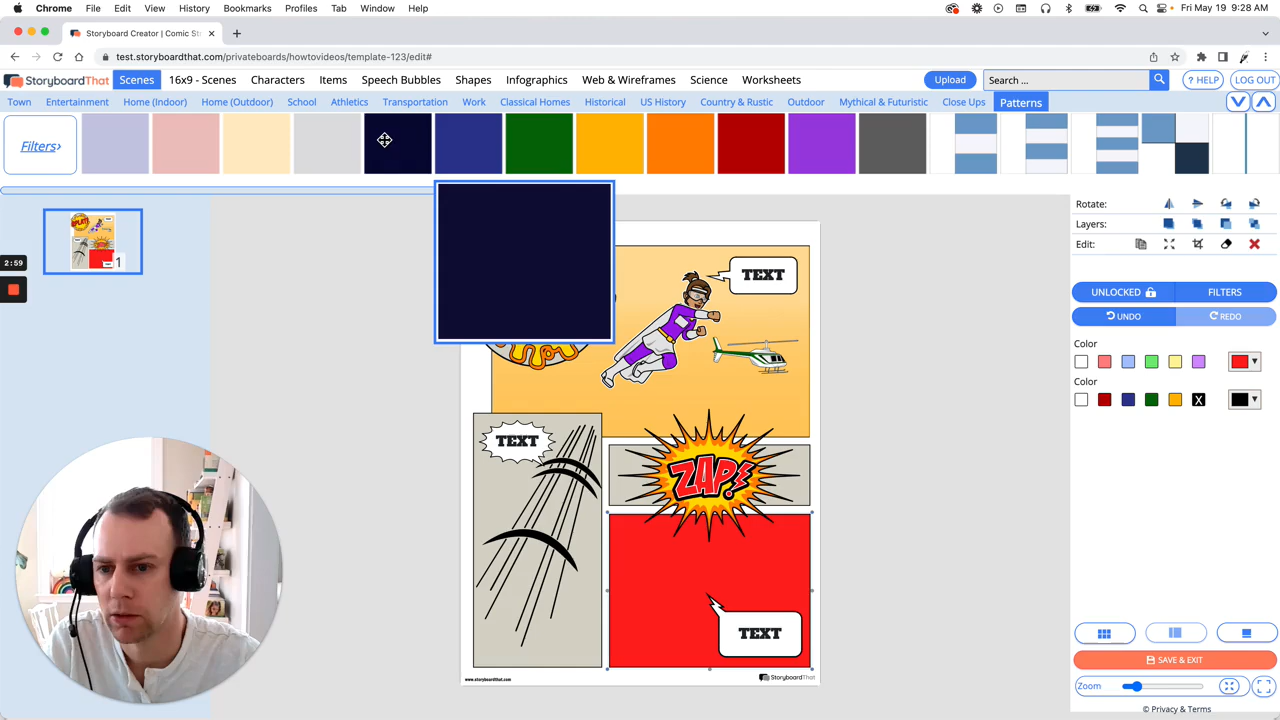 Chrome File Edit View History Bookmarks Profiles Tab Window Help Fri May 19 9:28 AM
Storyboard Creator | Comic St
test.storyboardthat.com/privateboards/howtovideos/template-123/edit#
StoryboardThat Scenes 16x9 - Scenes Characters Items Speech Bubbles Shapes Infographics Web & Wireframes Science Worksheets Upload Search ... HELP LOG OUT
Town Entertainment Home (Indoor) Home (Outdoor) School Athletics Transportation Work Classical Homes Historical US History Country & Rustic Outdoor Mythical & Futuristic Close Ups Patterns
Filters›
Rotate:
Layers:
Edit:
2:59
1
TEXT
UNLOCKED FILTERS
UNDO REDO
Color
Color
X
TEXT
ZAP!
TEXT
SAVE & EXIT
Zoom
www.storyboardthat.com StoryboardThat
© Privacy & Terms